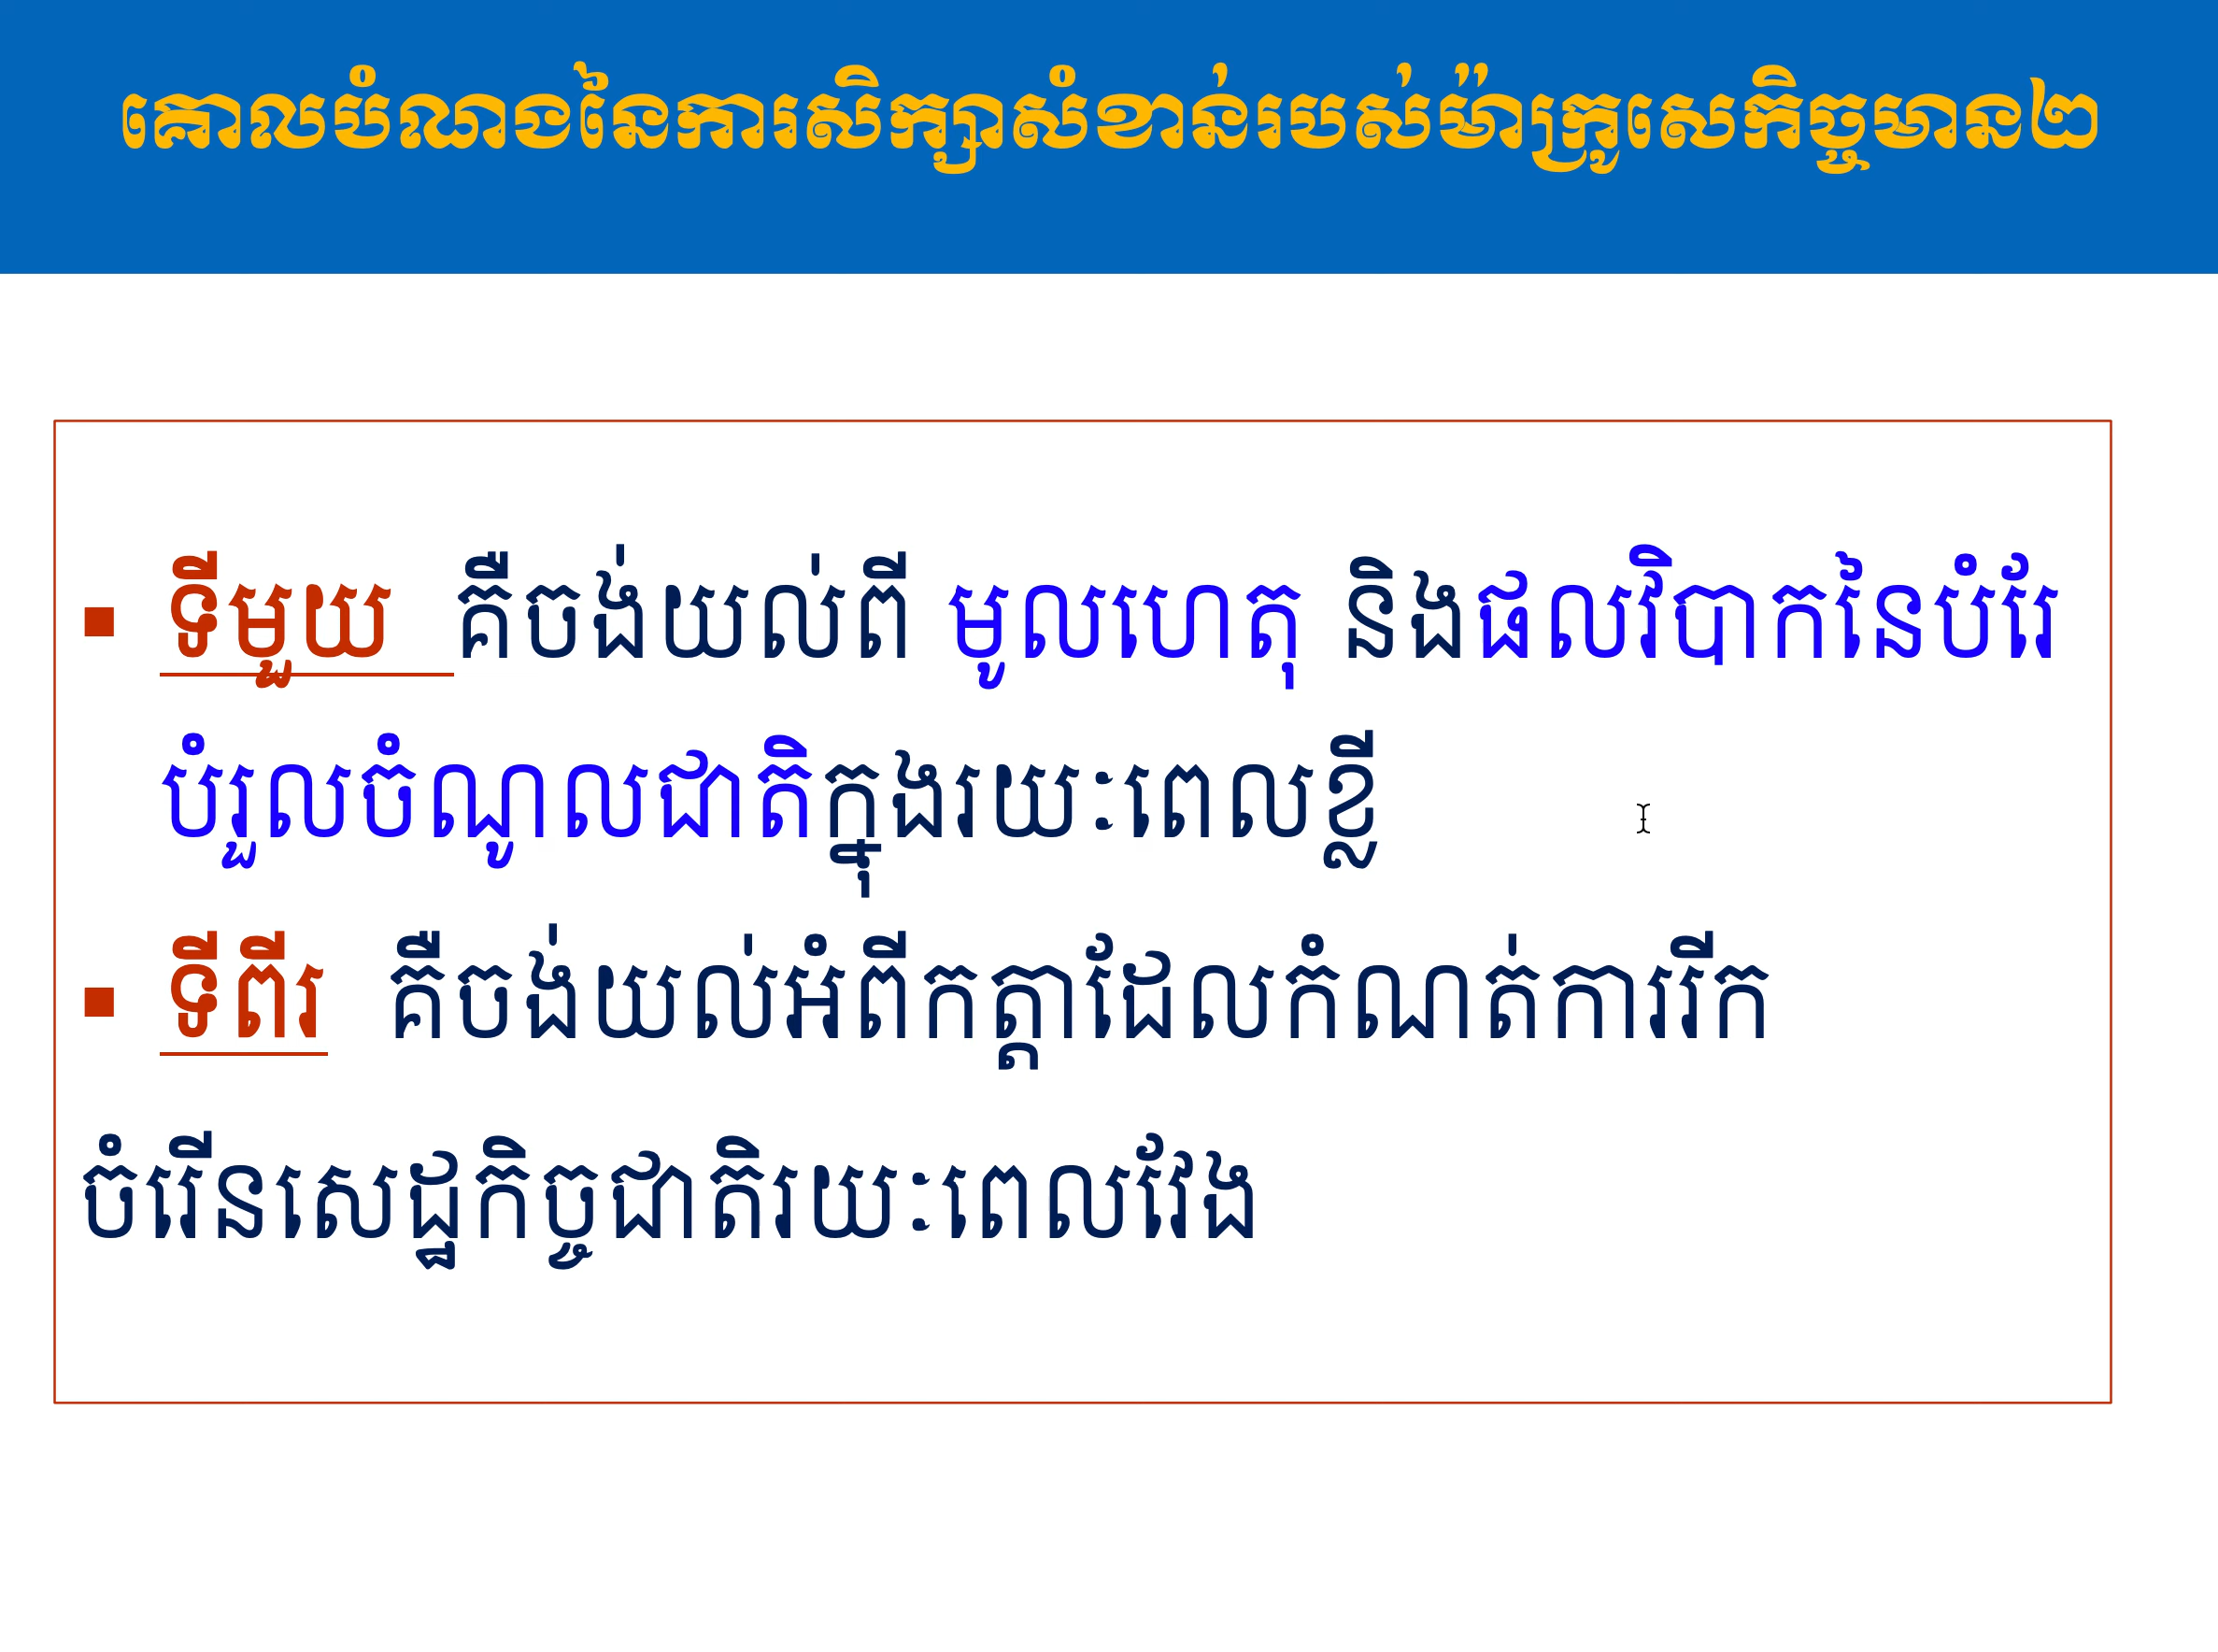 គោលបំណងនៃការសិក្សាសំខាន់របស់ម៉ាក្រូសេកិច្ចមាន២
▪ ទីមួយ គឺចង់យល់ពី មូលហេតុ និងផលវិបាកនៃបំរែ
បំរួលចំណូលជាតិក្នុងរយៈពេលខ្លី
▪ ទីពីរ គឺចង់យល់អំពីកត្តាដែលកំណត់ការរីក
ចំរើនសេដ្ឋកិច្ចជាតិរយៈពេលវែង